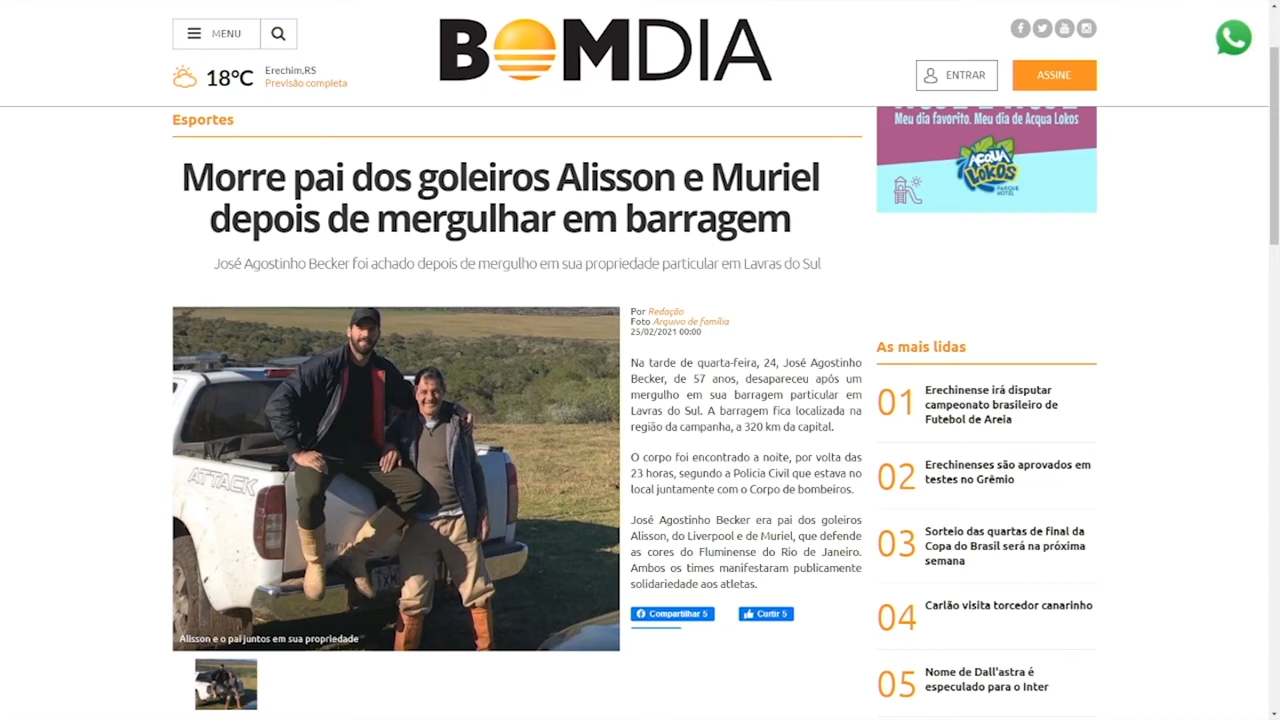 MENU
BOMDIA
18°C
Erechim,RS
Previsão completa
ENTRAR
ASSINE
Esportes
Meu dia favorito. Meu dia de Acqua Lokos
ACQUA
LOKOS
PARQUE
HOTEL
Morre pai dos goleiros Alisson e Muriel
depois de mergulhar em barragem
José Agostinho Becker foi achado depois de mergulho em sua propriedade particular em Lavras do Sul
ATTACK
Alisson e o pai juntos em sua propriedade
Por Redação
Foto Arquivo de família
25/02/2021 00:00
Na tarde de quarta-feira, 24, José Agostinho
Becker, de 57 anos, desapareceu após um
mergulho em sua barragem particular em
Lavras do Sul. A barragem fica localizada na
região da campanha, a 320 km da capital.
O corpo foi encontrado a noite, por volta das
23 horas, segundo a Policia Civil que estava no
local juntamente com o Corpo de bombeiros.
José Agostinho Becker era pai dos goleiros
Alisson, do Liverpool e de Muriel, que defende
as cores do Fluminense do Rio de Janeiro.
Ambos os times manifestaram publicamente
solidariedade aos atletas.
Compartilhar 5
Curtir 5
As mais lidas
01
Erechinense irá disputar
campeonato brasileiro de
Futebol de Areia
02
Erechinenses são aprovados em
testes no Grêmio
03
Sorteio das quartas de final da
Copa do Brasil será na próxima
semana
04
Carlão visita torcedor canarinho
05
Nome de Dall'astra é
especulado para o Inter